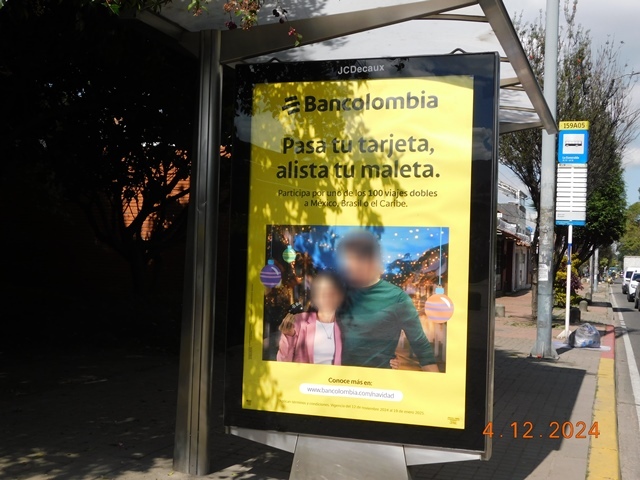 JCDecaux
Bancolombia
Pasa tu tarjeta,
alista tu maleta.
Participa por uno de los 100 viajes dobles
a México, Brasil o el Caribe.
Conoce más en:
www.bancolombia.com/navidad
159A05
4.12.2024